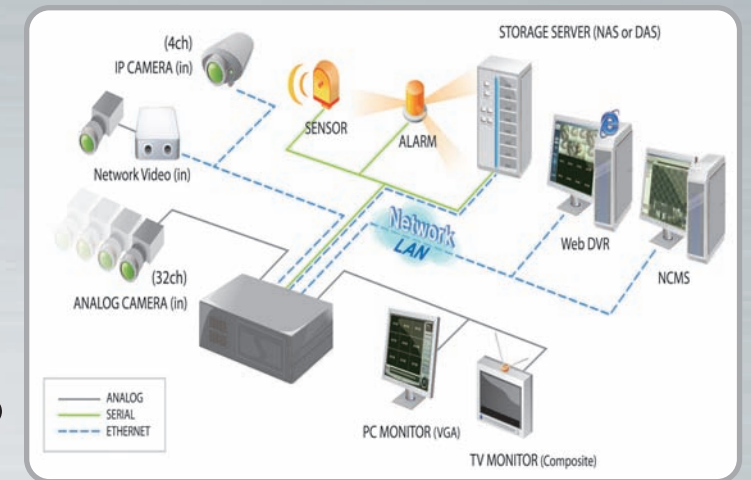 STORAGE SERVER (NAS or DAS)
(4ch)
IP CAMERA (in)
SENSOR
ALARM
Network Video (in)
Network
LAN
Web DVR
NCMS
(32ch)
ANALOG CAMERA (in)
ANALOG
SERIAL
ETHERNET
PC MONITOR (VGA)
TV MONITOR (Composite)
)